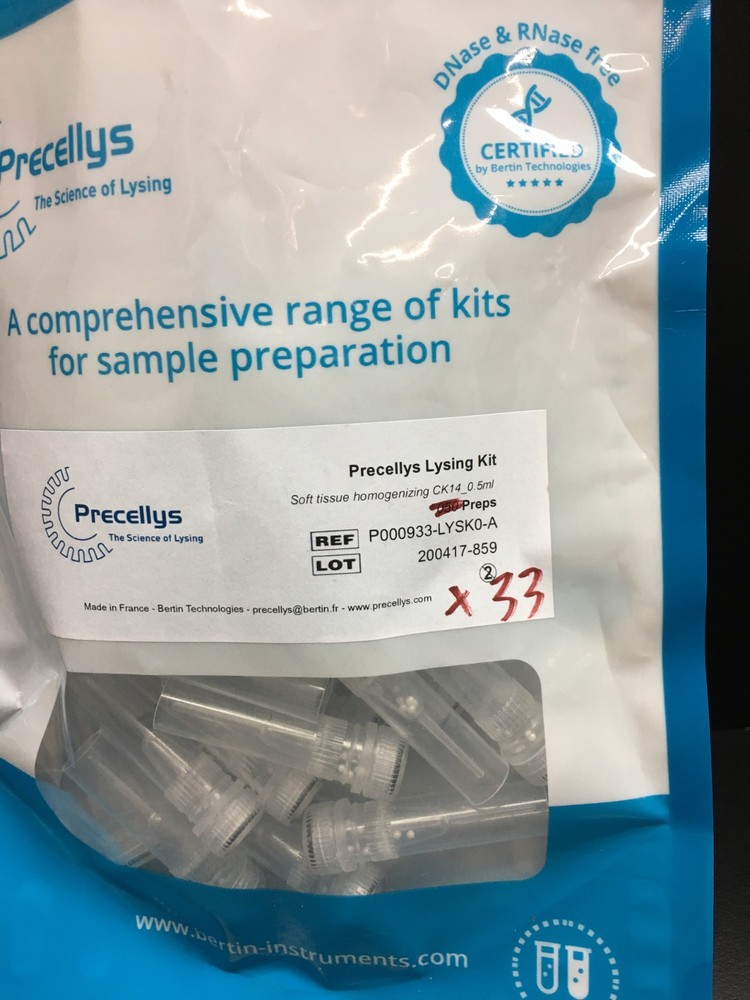 DNase & RNase free
CERTIFIED
by Bertin Technologies
Precellys
The Science of Lysing
A comprehensive range of kits
for sample preparation
Precellys Lysing Kit
Soft tissue homogenizing CK14_0.5ml
Preps
REF P000933-LYSK0-A
LOT 200417-859
2
x 33
Precellys
The Science of Lysing
Made in France - Bertin Technologies - precellys@bertin.fr - www.precellys.com
www.bertin-instruments.com